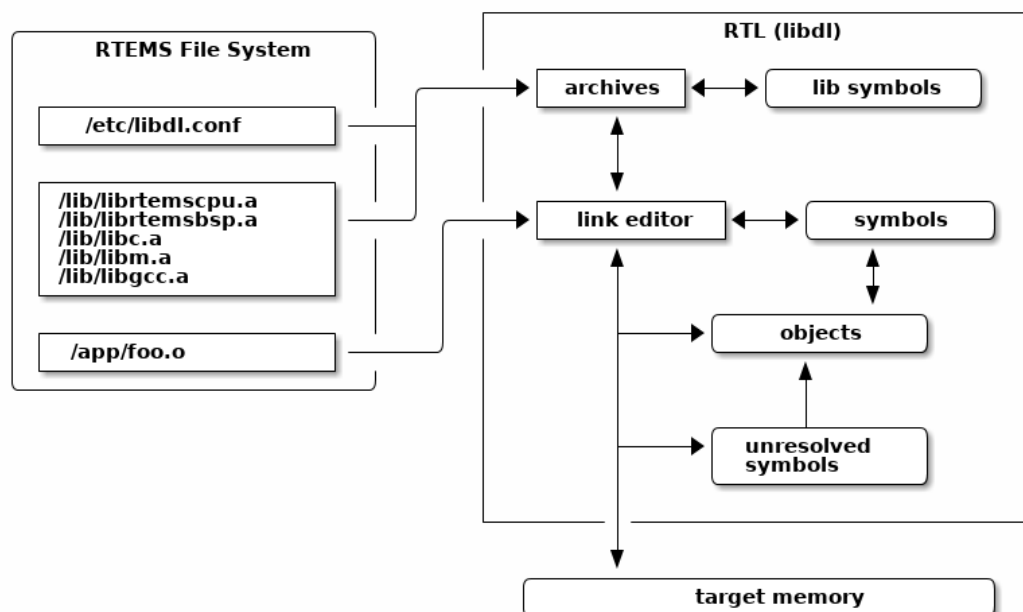 RTEMS File System
/etc/libdl.conf
/lib/librtemscpu.a
/lib/librtemsbsp.a
/lib/libc.a
/lib/libm.a
/lib/libgcc.a
/app/foo.o
RTL (libdl)
archives
lib symbols
link editor
symbols
objects
unresolved
symbols
target memory